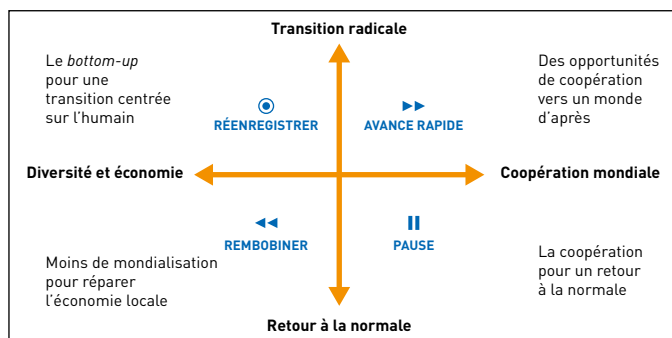 Transition radicale
Le bottom-up
pour une
transition centrée
sur l'humain
RÉENREGISTRER
AVANCE RAPIDE
Des opportunités
de coopération
vers un monde
d'après
Diversité et économie
Coopération mondiale
REMBOBINER
PAUSE
Moins de mondialisation
pour réparer
l'économie locale
La coopération
pour un retour
à la normale
Retour à la normale